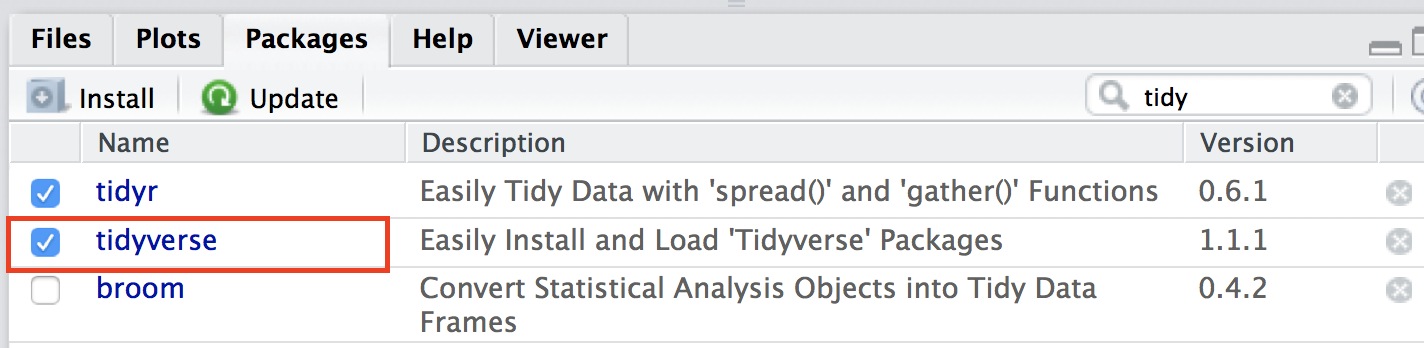 Files Plots Packages Help Viewer
Install Update tidy
Name Description Version
tidyr Easily Tidy Data with 'spread()' and 'gather()' Functions 0.6.1
tidyverse Easily Install and Load 'Tidyverse' Packages 1.1.1
broom Convert Statistical Analysis Objects into Tidy Data 0.4.2
Frames